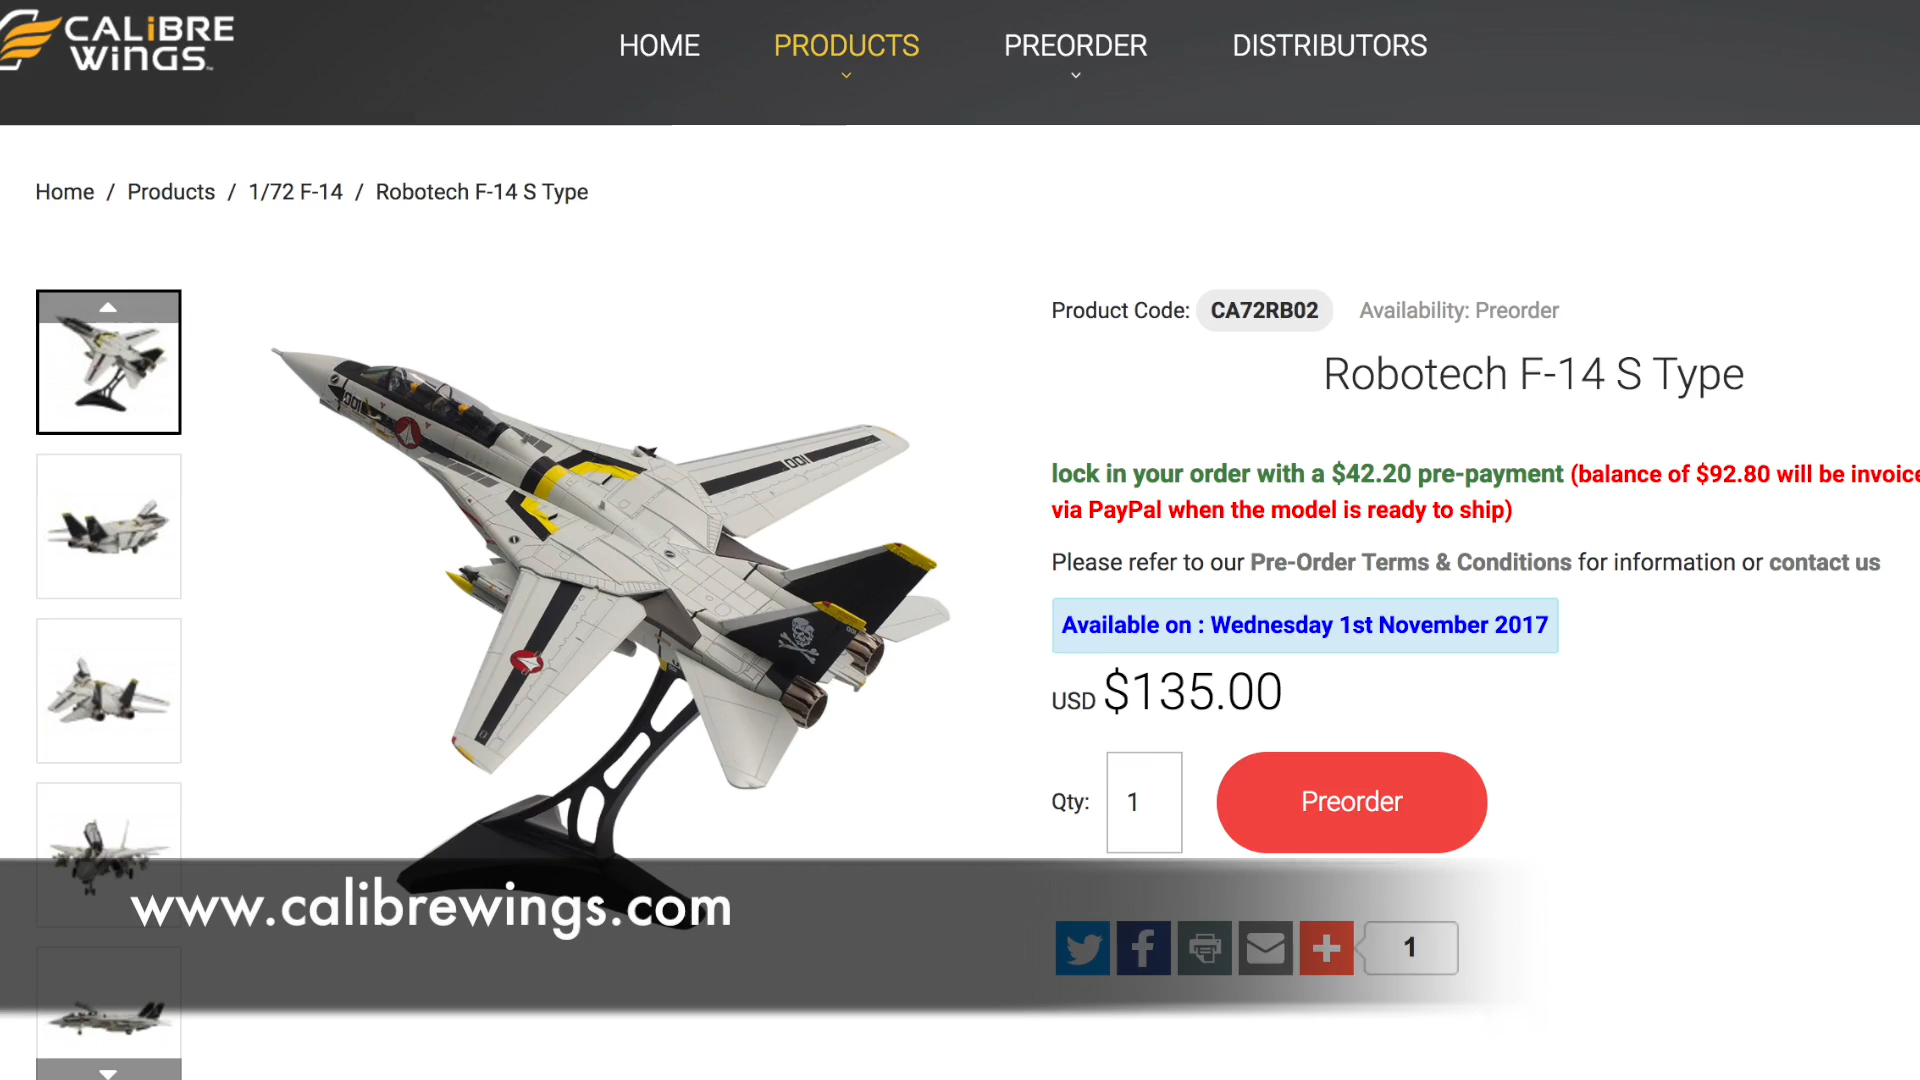 CALiBRE
WiNGS
HOME
PRODUCTS
PREORDER
DISTRIBUTORS
Home / Products / 1/72 F-14 / Robotech F-14 S Type
Product Code: CA72RB02 Availability: Preorder
Robotech F-14 S Type
lock in your order with a $42.20 pre-payment (balance of $92.80 will be invoice
via PayPal when the model is ready to ship)
Please refer to our Pre-Order Terms & Conditions for information or contact us
Available on : Wednesday 1st November 2017
USD $135.00
Qty: 1 Preorder
001
001
www.calibrewings.com
1